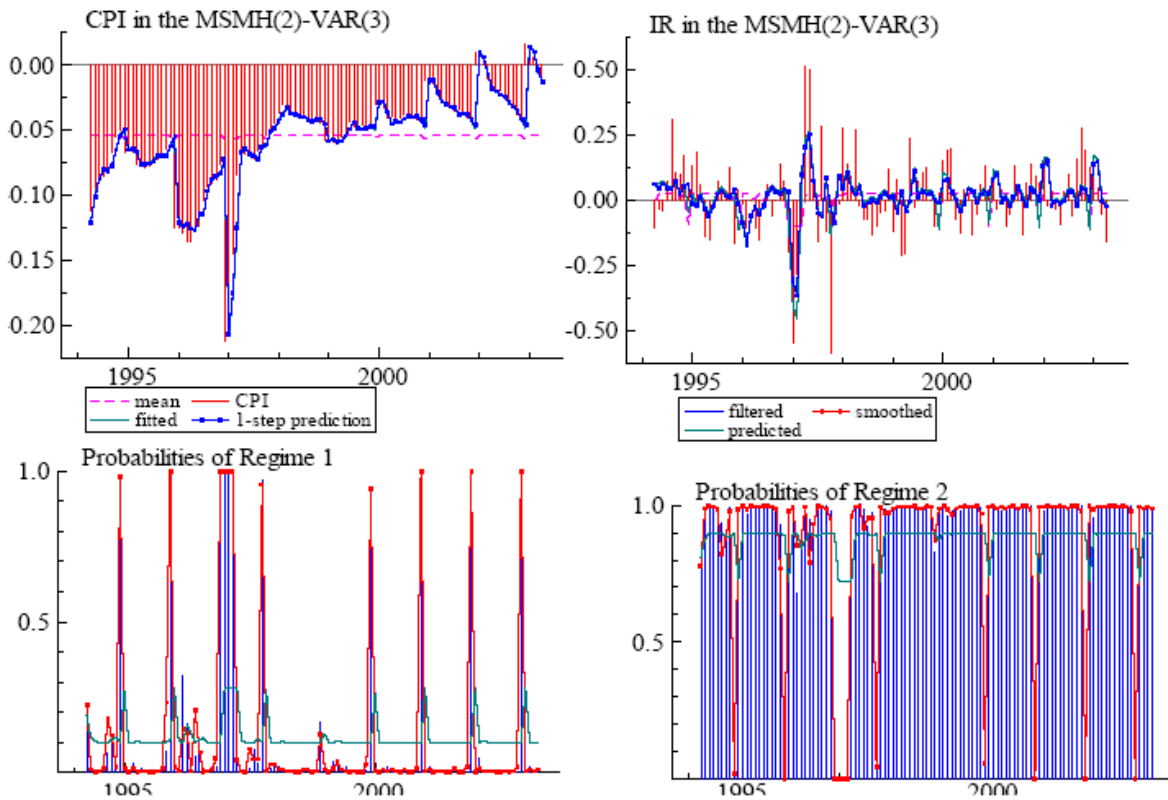 CPI in the MSMH(2)-VAR(3)
0.00
0.05
0.10
0.15
0.20
1995 2000
mean CPI
fitted 1-step prediction
IR in the MSMH(2)-VAR(3)
0.50
0.25
0.00
-0.25
-0.50
1995 2000
filtered smoothed
predicted
Probabilities of Regime 1
1.0
0.5
1995 2000
Probabilities of Regime 2
1.0
0.5
1995 2000